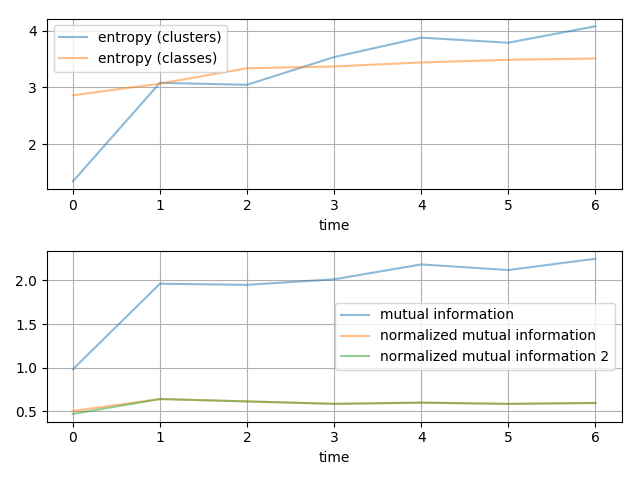 4
3
2
entropy (clusters)
entropy (classes)
0 1 2 3 4 5 6
time
2.0
1.5
1.0
0.5
mutual information
normalized mutual information
normalized mutual information 2
0 1 2 3 4 5 6
time